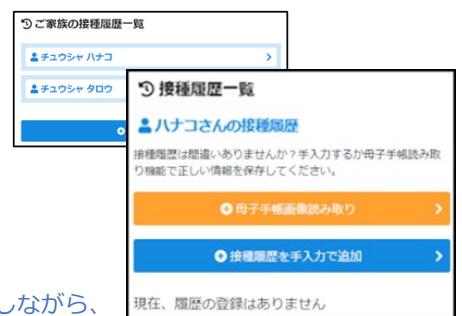 ご家族の接種履歴一覧
チュウシャ ハナコ
チュウシャ タロウ
接種履歴一覧
ハナコさんの接種履歴
接種履歴は間違いありませんか？手入力するか母子手帳読み取
り機能で正しい情報を保存してください。
母子手帳画像読み取り
接種履歴を手入力で追加
現在、履歴の登録はありません
しながら、